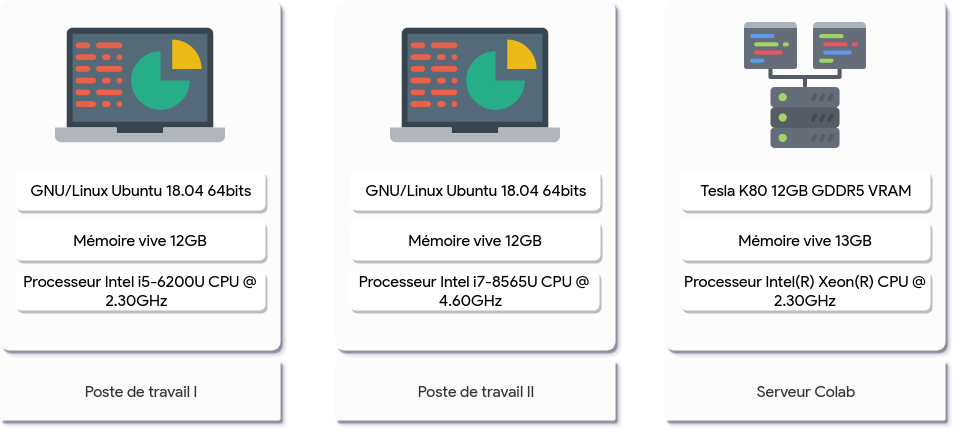 GNU/Linux Ubuntu 18.04 64bits
Mémoire vive 12GB
Processeur Intel i5-6200U CPU @
2.30GHz
Poste de travail I
GNU/Linux Ubuntu 18.04 64bits
Mémoire vive 12GB
Processeur Intel i7-8565U CPU @
4.60GHz
Poste de travail II
Tesla K80 12GB GDDR5 VRAM
Mémoire vive 13GB
Processeur Intel(R) Xeon(R) CPU @
2.30GHz
Serveur Colab